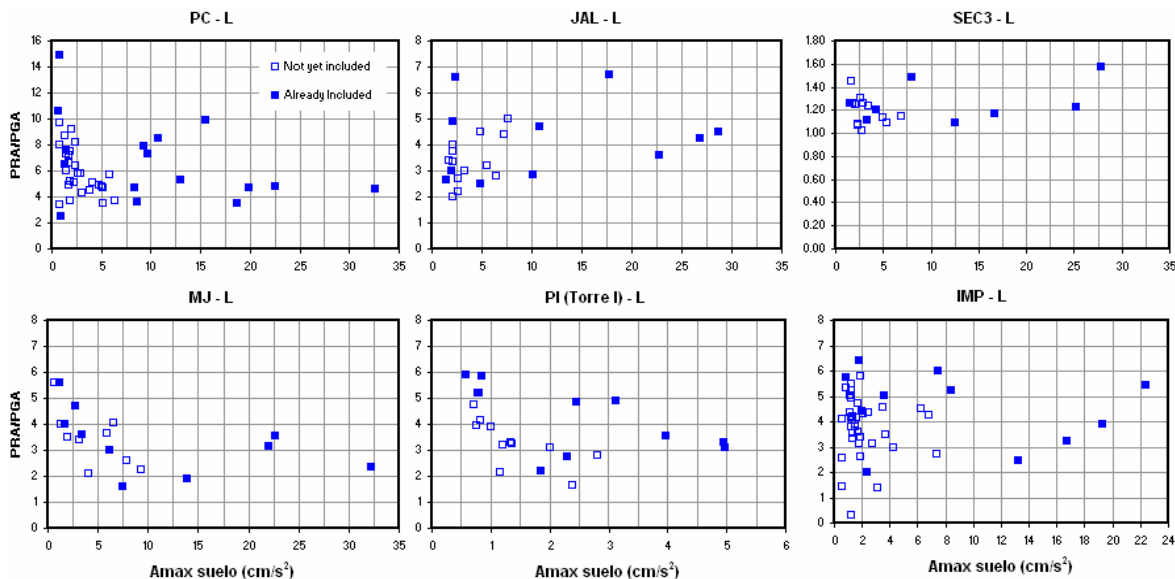 PC - L
JAL - L
SEC3 - L
16
14
12
10
8
6
4
2
0
PRA/PGA
Not yet included
Already Included
0 5 10 15 20 25 30 35
8
7
6
5
4
3
2
1
0
0 5 10 15 20 25 30 35
1.80
1.60
1.40
1.20
1.00
0.80
0.60
0.40
0.20
0.00
0 5 10 15 20 25 30 35
MJ - L
PI (Torre I) - L
IMP - L
8
7
6
5
4
3
2
1
0
PRA/PGA
0 5 10 15 20 25 30 35
Amax suelo (cm/s²)
8
7
6
5
4
3
2
1
0
0 1 2 3 4 5 6
Amax suelo (cm/s²)
8
7
6
5
4
3
2
1
0
0 2 4 6 8 10 12 14 16 18 20 22 24
Amax suelo (cm/s²)